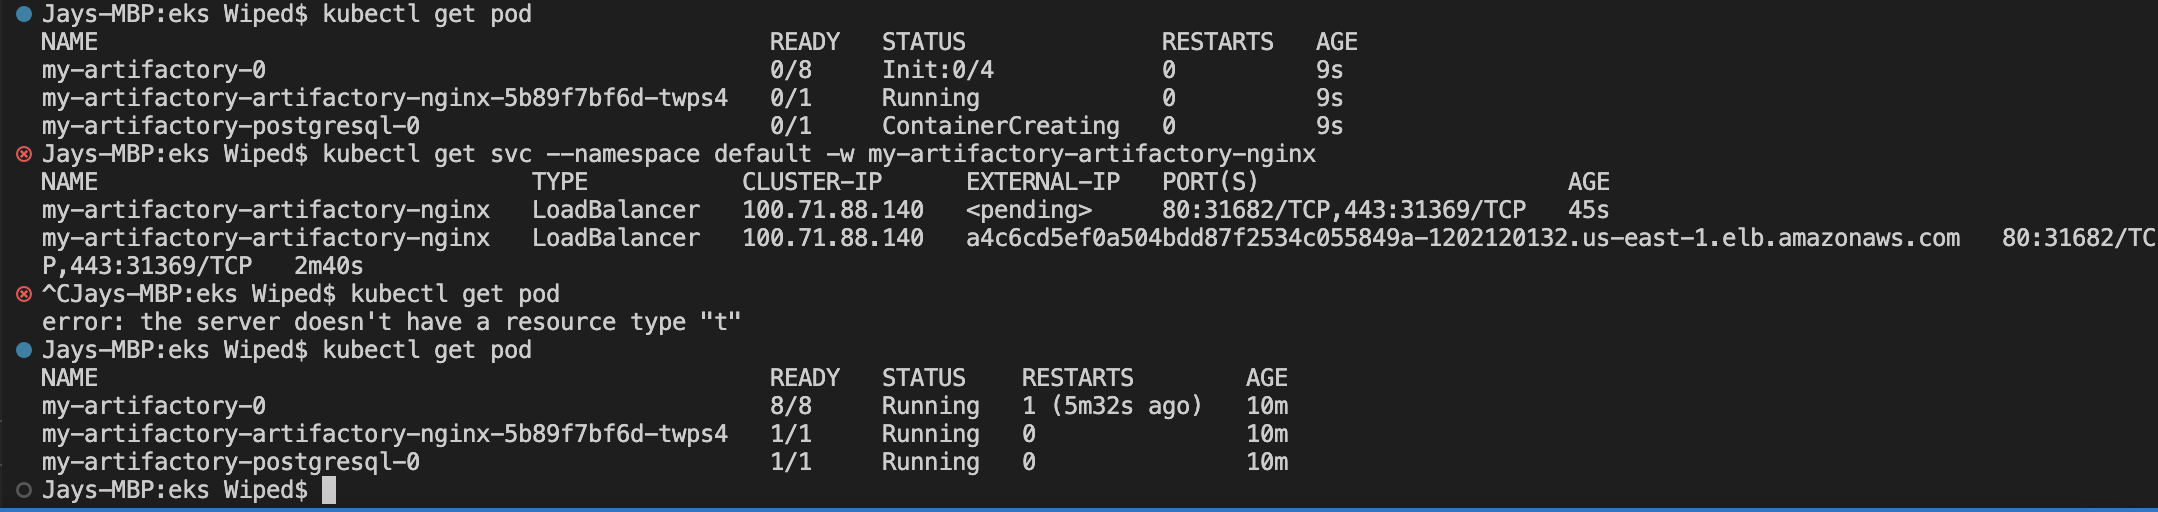 Jays-MBP:eks Wiped$ kubectl get pod
NAME READY STATUS RESTARTS AGE
my-artifactory-0 0/8 Init:0/4 0 9s
my-artifactory-artifactory-nginx-5b89f7bf6d-twps4 0/1 Running 0 9s
my-artifactory-postgresql-0 0/1 ContainerCreating 0 9s
Jays-MBP:eks Wiped$ kubectl get svc --namespace default -w my-artifactory-artifactory-nginx
NAME TYPE CLUSTER-IP EXTERNAL-IP PORT(S) AGE
my-artifactory-artifactory-nginx LoadBalancer 100.71.88.140 <pending> 80:31682/TCP,443:31369/TCP 45s
my-artifactory-artifactory-nginx LoadBalancer 100.71.88.140 a4c6cd5ef0a504bdd87f2534c055849a-1202120132.us-east-1.elb.amazonaws.com 80:31682/TC
P,443:31369/TCP 2m40s
^CJays-MBP:eks Wiped$ kubectl get pod
error: the server doesn't have a resource type "t"
Jays-MBP:eks Wiped$ kubectl get pod
NAME READY STATUS RESTARTS AGE
my-artifactory-0 8/8 Running 1 (5m32s ago) 10m
my-artifactory-artifactory-nginx-5b89f7bf6d-twps4 1/1 Running 0 10m
my-artifactory-postgresql-0 1/1 Running 0 10m
Jays-MBP:eks Wiped$